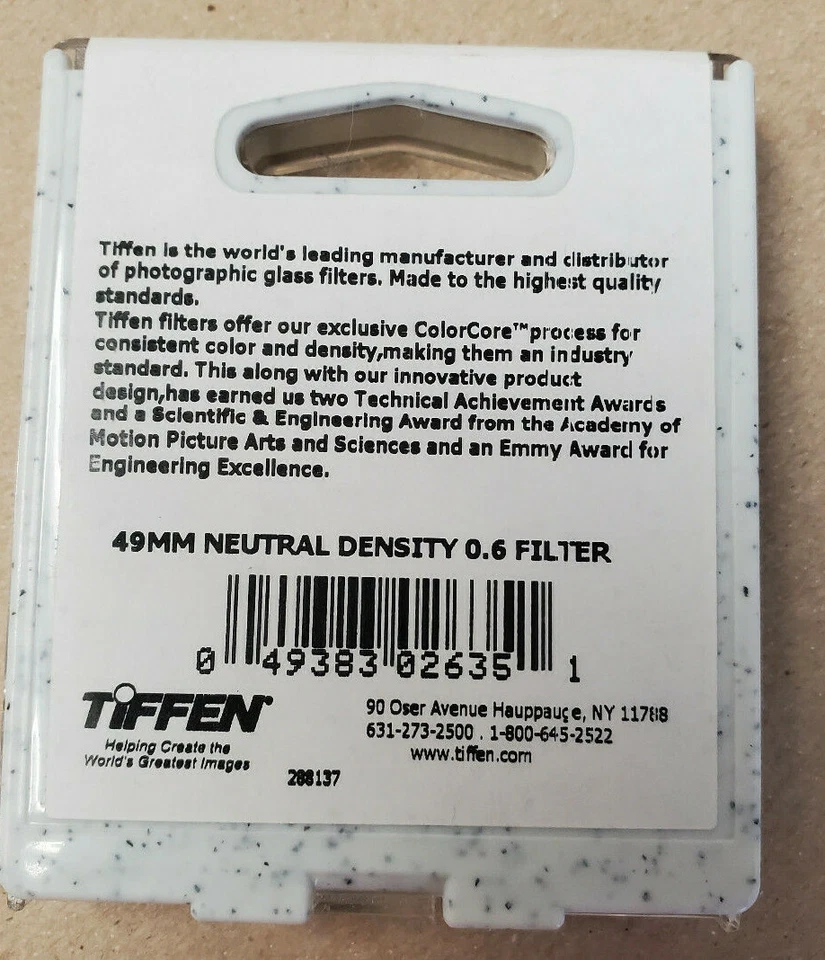 Tiffen is the world's leading manufacturer and distributor
of photographic glass filters. Made to the highest quality
standards.
Tiffen filters offer our exclusive ColorCore™process for
consistent color and density,making them an industry
standard. This along with our innovative product
design,has earned us two Technical Achievement Awards
and a Scientific & Engineering Award from the Academy of
Motion Picture Arts and Sciences and an Emmy Award for
Engineering Excellence.
49MM NEUTRAL DENSITY 0.6 FILTER
0 49383 02635 1
TIFFEN®
Helping Create the
World's Greatest Images
90 Oser Avenue Hauppauge, NY 11788
631-273-2500 . 1-800-645-2522
www.tiffen.com
288137